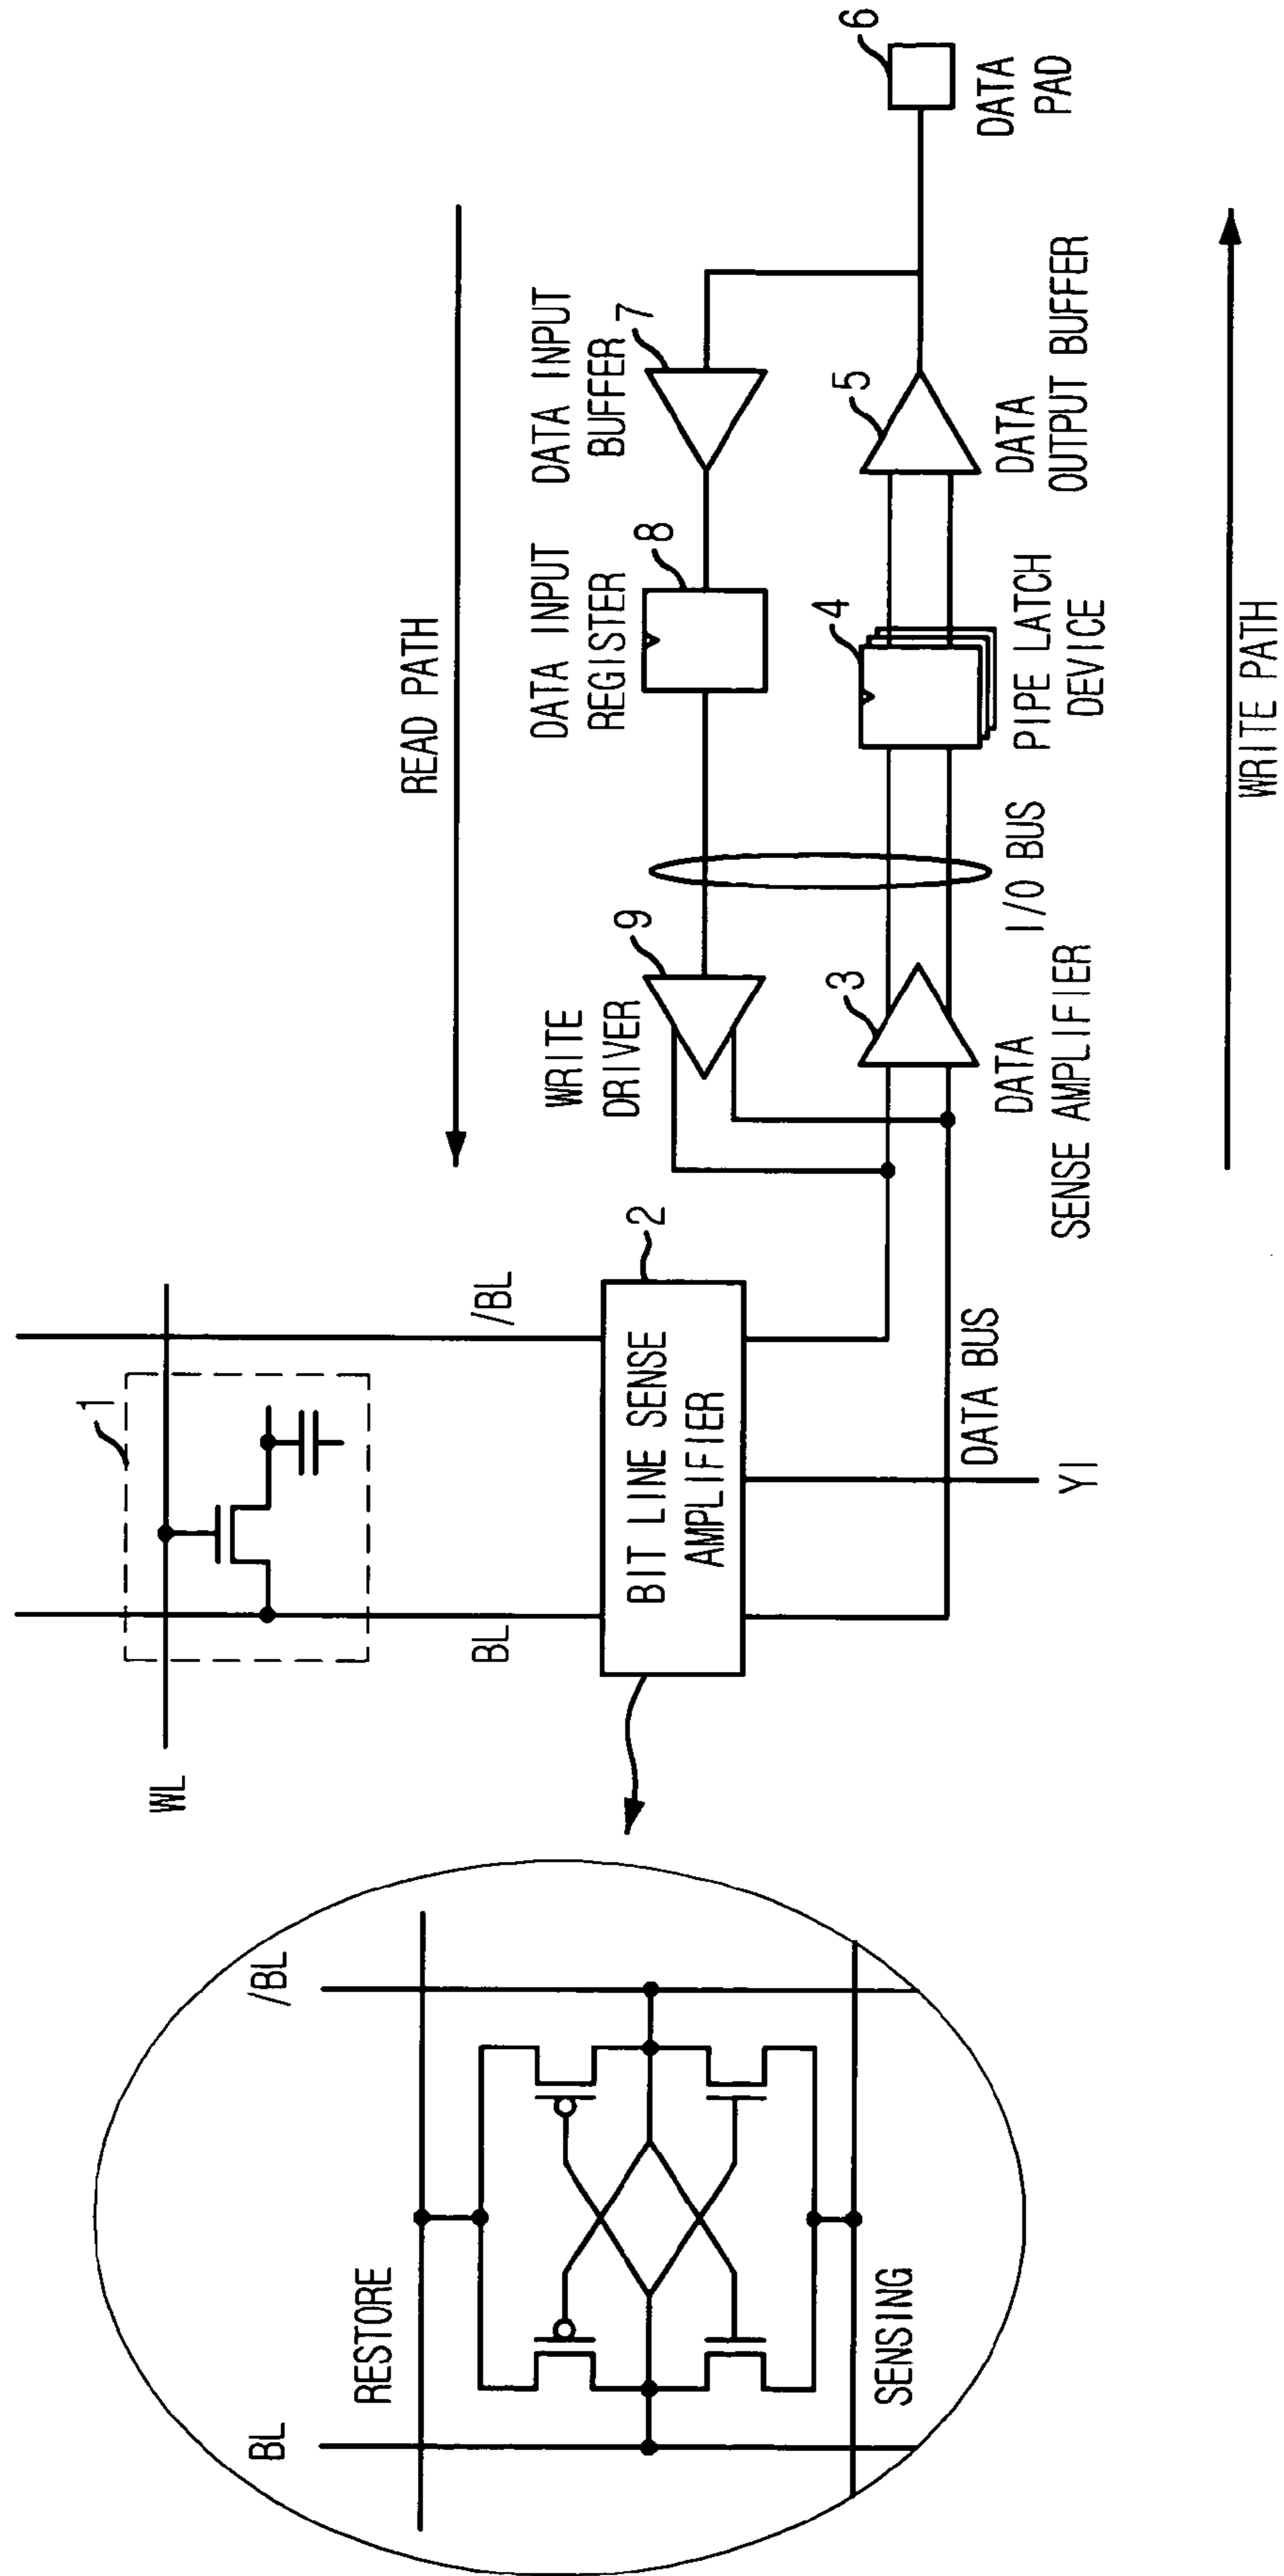 BL
/BL
RESTORE
SENSING
WL
1
BL
/BL
2
BIT LINE SENSE
AMPLIFIER
YI
DATA BUS
READ PATH
WRITE
DRIVER
9
DATA INPUT
REGISTER
8
DATA INPUT
BUFFER
7
3
DATA
SENSE AMPLIFIER
I/O BUS
4
PIPE LATCH
DEVICE
5
DATA
OUTPUT BUFFER
6
DATA
PAD
WRITE PATH